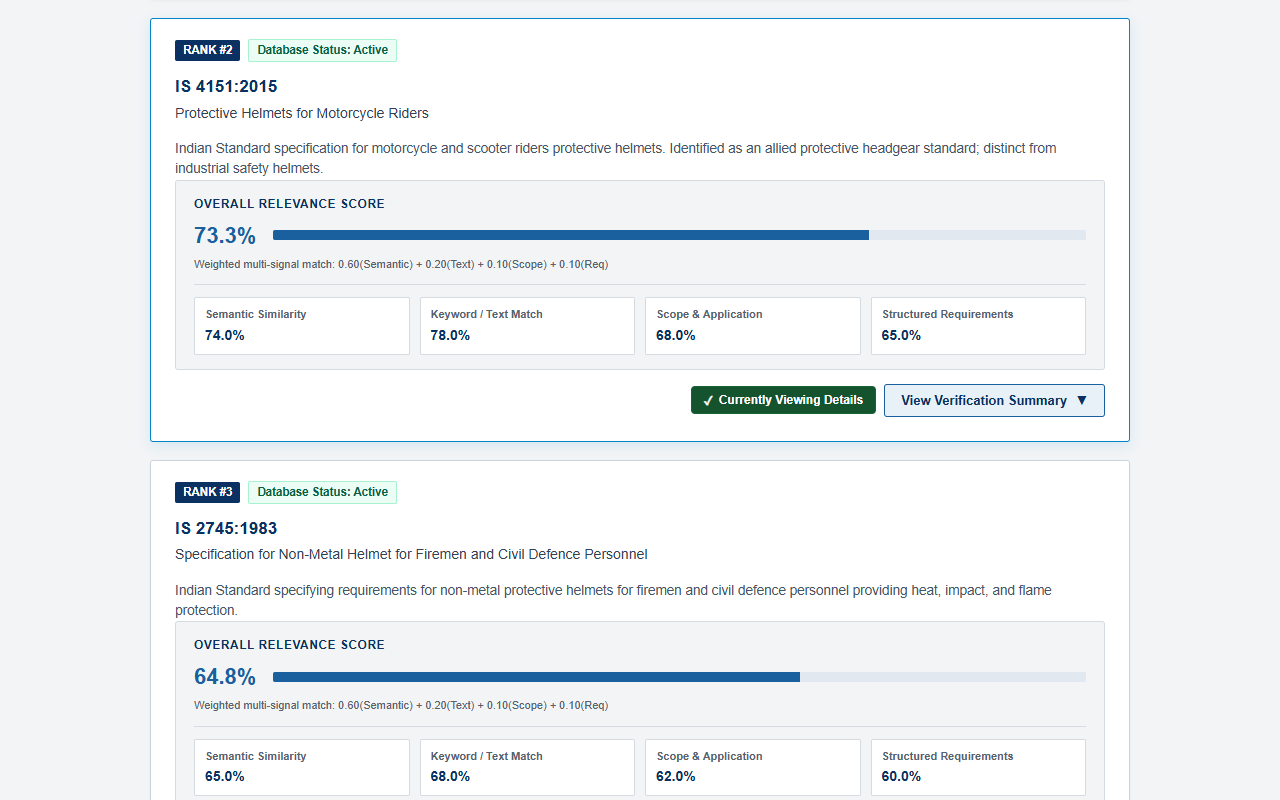 RANK #2 Database Status: Active
IS 4151:2015
Protective Helmets for Motorcycle Riders
Indian Standard specification for motorcycle and scooter riders protective helmets. Identified as an allied protective headgear standard; distinct from
industrial safety helmets.
OVERALL RELEVANCE SCORE
73.3%
Weighted multi-signal match: 0.60(Semantic) + 0.20(Text) + 0.10(Scope) + 0.10(Req)
Semantic Similarity Keyword / Text Match Scope & Application Structured Requirements
74.0% 78.0% 68.0% 65.0%
✓ Currently Viewing Details View Verification Summary ▼
RANK #3 Database Status: Active
IS 2745:1983
Specification for Non-Metal Helmet for Firemen and Civil Defence Personnel
Indian Standard specifying requirements for non-metal protective helmets for firemen and civil defence personnel providing heat, impact, and flame
protection.
OVERALL RELEVANCE SCORE
64.8%
Weighted multi-signal match: 0.60(Semantic) + 0.20(Text) + 0.10(Scope) + 0.10(Req)
Semantic Similarity Keyword / Text Match Scope & Application Structured Requirements
65.0% 68.0% 62.0% 60.0%